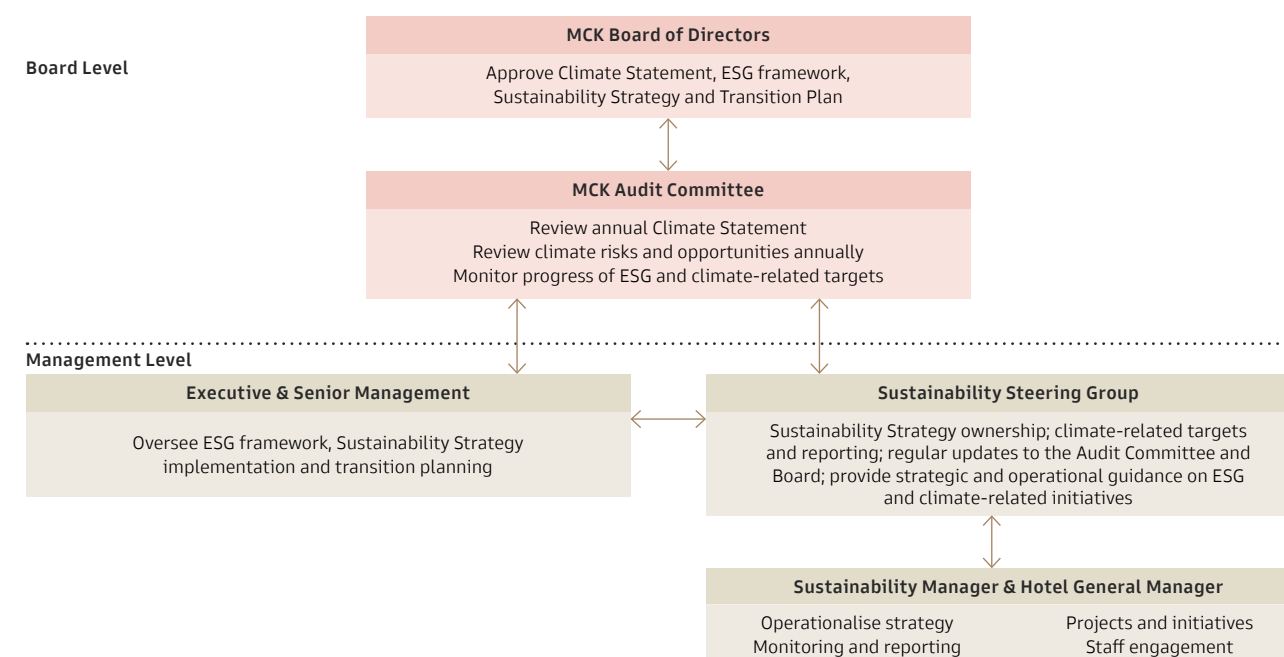 MCK Board of Directors
Board Level
Approve Climate Statement, ESG framework,
Sustainability Strategy and Transition Plan
MCK Audit Committee
Review annual Climate Statement
Review climate risks and opportunities annually
Monitor progress of ESG and climate-related targets
Management Level
Executive & Senior Management
Oversee ESG framework, Sustainability Strategy
implementation and transition planning
Sustainability Steering Group
Sustainability Strategy ownership; climate-related targets
and reporting; regular updates to the Audit Committee and
Board; provide strategic and operational guidance on ESG
and climate-related initiatives
Sustainability Manager & Hotel General Manager
Operationalise strategy
Monitoring and reporting
Projects and initiatives
Staff engagement